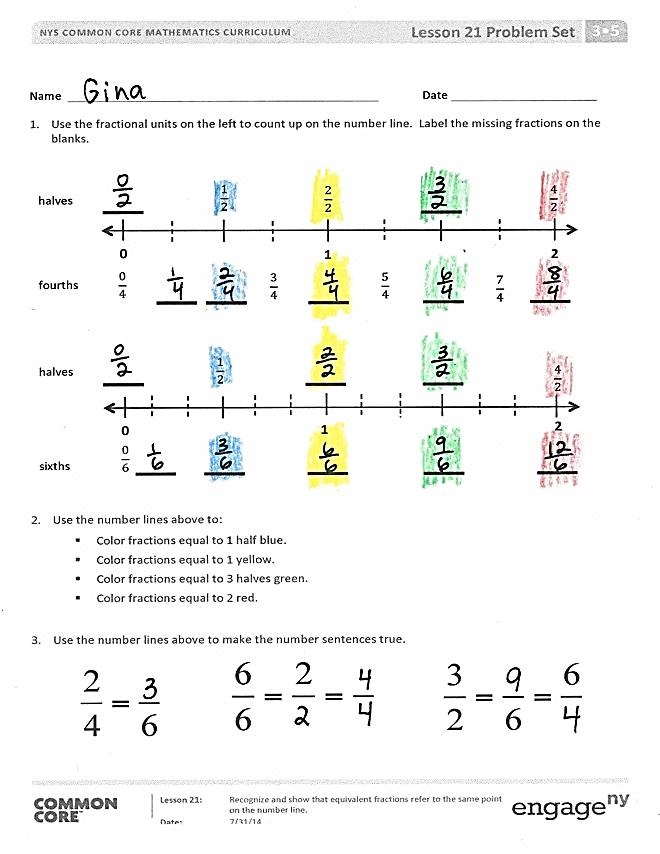 NYS COMMON CORE MATHEMATICS CURRICULUM Lesson 21 Problem Set 3•5
Name Gina Date
1. Use the fractional units on the left to count up on the number line. Label the missing fractions on the
blanks.
halves 0/2 1/2 2/2 3/2 4/2
0 1 2
fourths 0/4 1/4 2/4 3/4 4/4 5/4 6/4 7/4 8/4
halves 0/2 1/2 2/2 3/2 4/2
0 1 2
sixths 0/6 1/6 3/6 6/6 9/6 12/6
2. Use the number lines above to:
▪ Color fractions equal to 1 half blue.
▪ Color fractions equal to 1 yellow.
▪ Color fractions equal to 3 halves green.
▪ Color fractions equal to 2 red.
3. Use the number lines above to make the number sentences true.
2/4 = 3/6 6/6 = 2/2 = 4/4 3/2 = 9/6 = 6/4
COMMON CORE™
Lesson 21: Recognize and show that equivalent fractions refer to the same point
on the number line.
Date: 7/31/14
engage ny